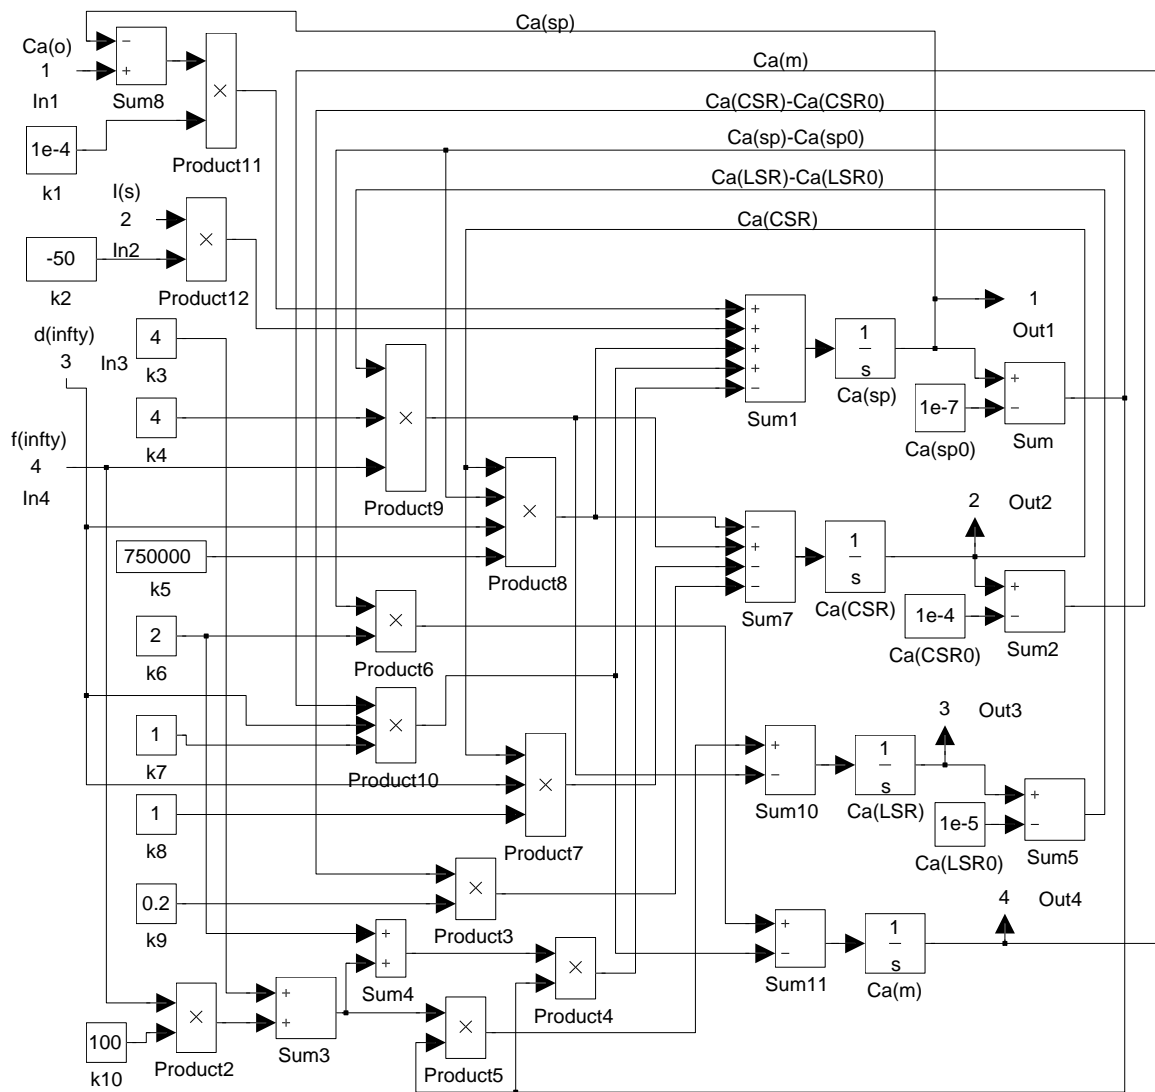 Ca(sp)
Ca(o)
1
In1
−
+
Sum8
×
Product11
Ca(m)
Ca(CSR)-Ca(CSR0)
1e-4
k1
Ca(sp)-Ca(sp0)
Ca(LSR)-Ca(LSR0)
I(s)
2
In2
×
Product12
Ca(CSR)
-50
k2
d(infty)
3
In3
4
k3
+
+
+
+
−
Sum1
1
s
Ca(sp)
1
Out1
+
−
Sum
1e-7
Ca(sp0)
4
k4
×
Product9
f(infty)
4
In4
×
Product8
750000
k5
−
+
−
−
Sum7
1
s
Ca(CSR)
2
Out2
+
−
Sum2
1e-4
Ca(CSR0)
2
k6
×
Product6
×
Product10
1
k7
×
Product7
1
k8
+
−
Sum10
1
s
Ca(LSR)
3
Out3
+
−
Sum5
1e-5
Ca(LSR0)
0.2
k9
×
Product3
+
+
Sum4
×
Product4
+
−
Sum11
1
s
Ca(m)
4
Out4
100
k10
×
Product2
+
+
Sum3
×
Product5